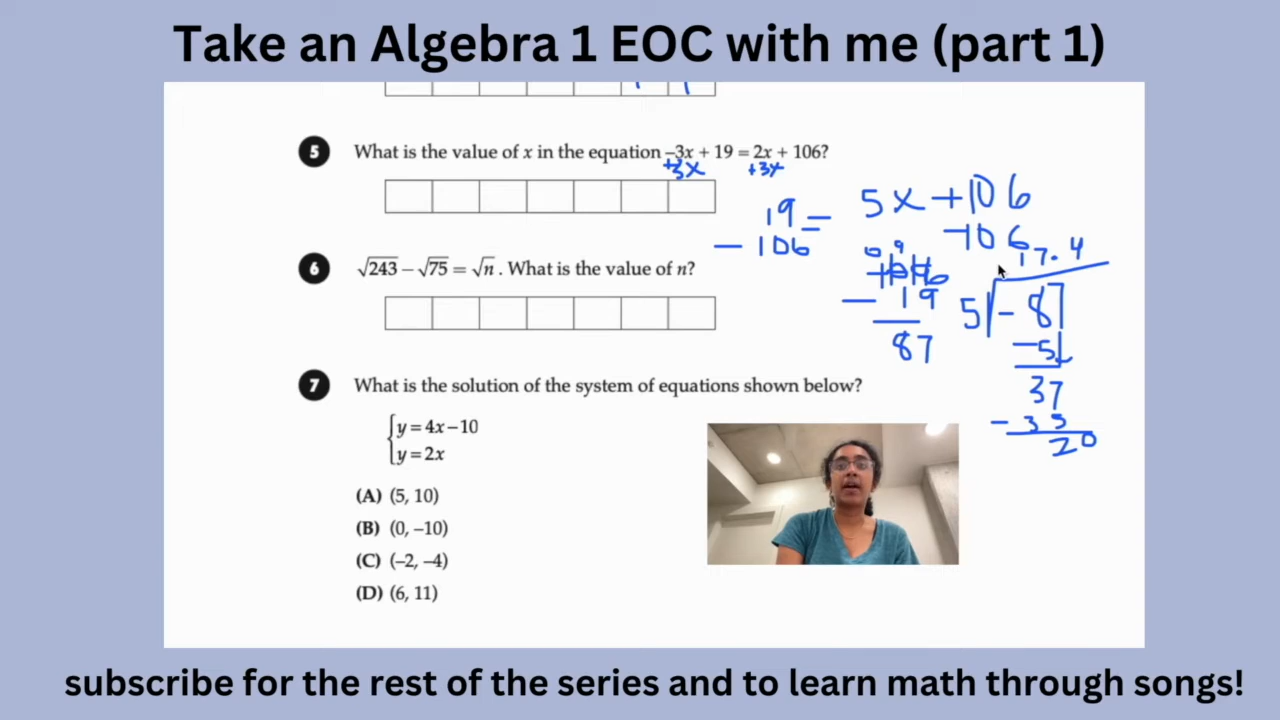 Take an Algebra 1 EOC with me (part 1)
5 What is the value of x in the equation −3x + 19 = 2x + 106?
+3x +3x
19 = 5x + 106
− 106 −106
6 √243 − √75 = √n . What is the value of n?
− 19
87
17.4
5 −87
−5↓
37
− 35
20
7 What is the solution of the system of equations shown below?
y = 4x − 10
y = 2x
(A) (5, 10)
(B) (0, −10)
(C) (−2, −4)
(D) (6, 11)
subscribe for the rest of the series and to learn math through songs!